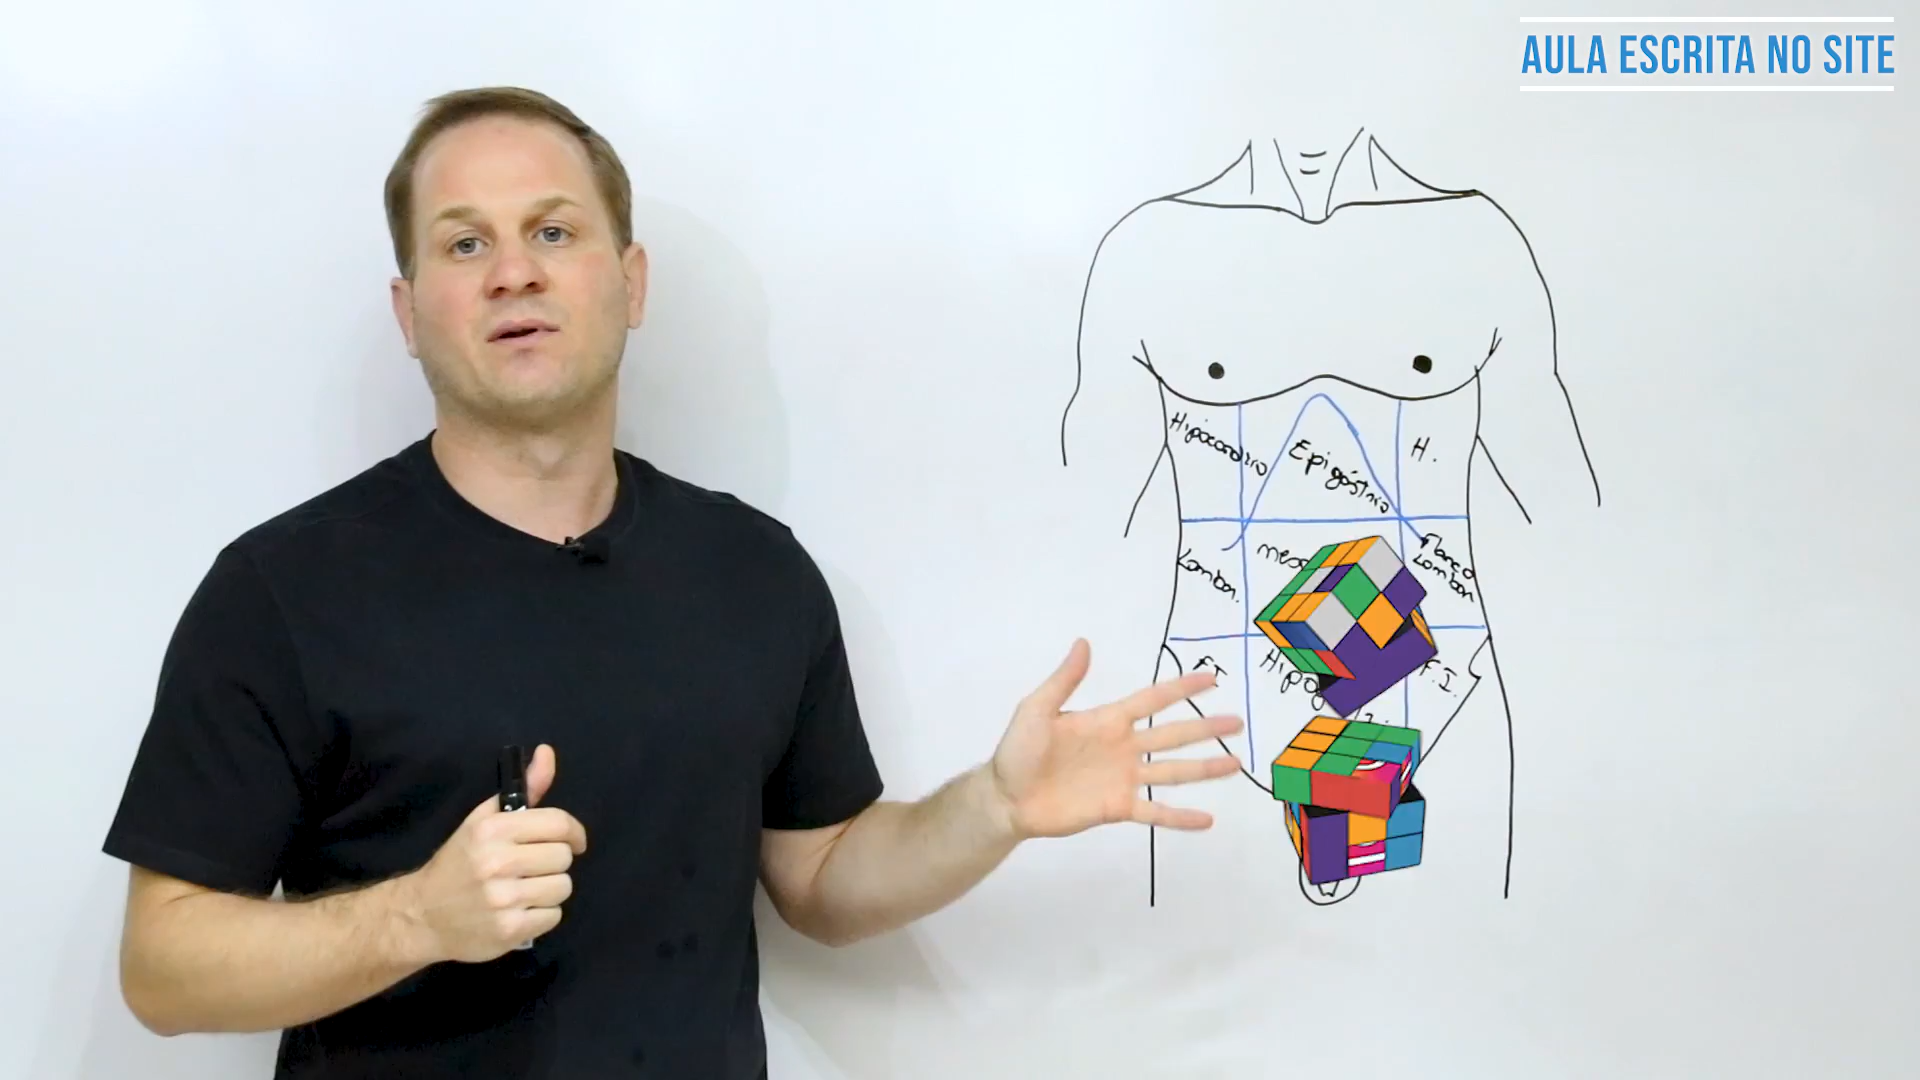 AULA ESCRITA NO SITE
Hipocondrio
Epigástrio
H.
Lombar.
Flanco
Lombar
F.I
F.I.